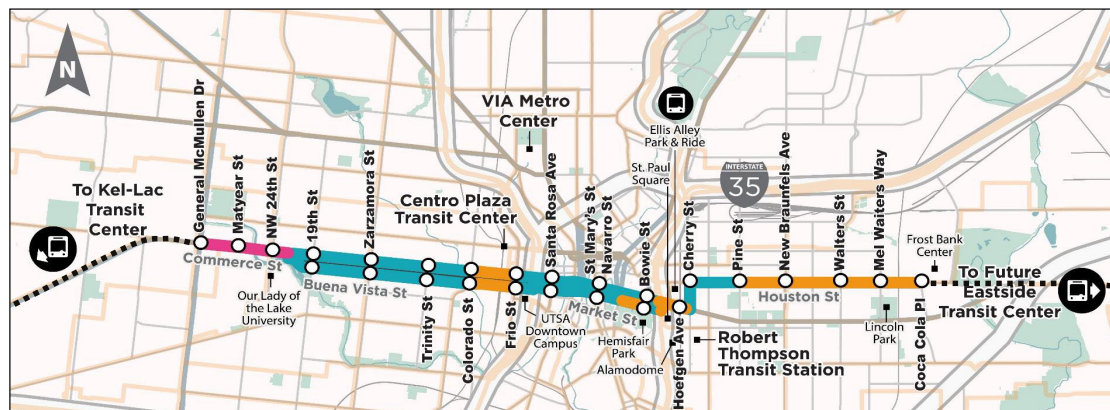 N
To Kel-Lac
Transit
Center
General McMullen Dr
Matyear St
NW 24th St
19th St
Zarzamora St
Commerce St
Buena Vista St
Our Lady of
the Lake
University
Trinity St
Colorado St
Frio St
Centro Plaza
Transit Center
VIA Metro
Center
UTSA
Downtown
Campus
Santa Rosa Ave
St Mary's St
Navarro St
Market St
Bowie St
Hemisfair
Park
Alamodome
Hoefgen Ave
Ellis Alley
Park & Ride
St. Paul
Square
INTERSTATE
35
Cherry St
Pine St
New Braunfels Ave
Walters St
Mel Waiters Way
Houston St
Robert
Thompson
Transit Station
Lincoln
Park
Coca Cola Pl
Frost Bank
Center
To Future
Eastside
Transit Center